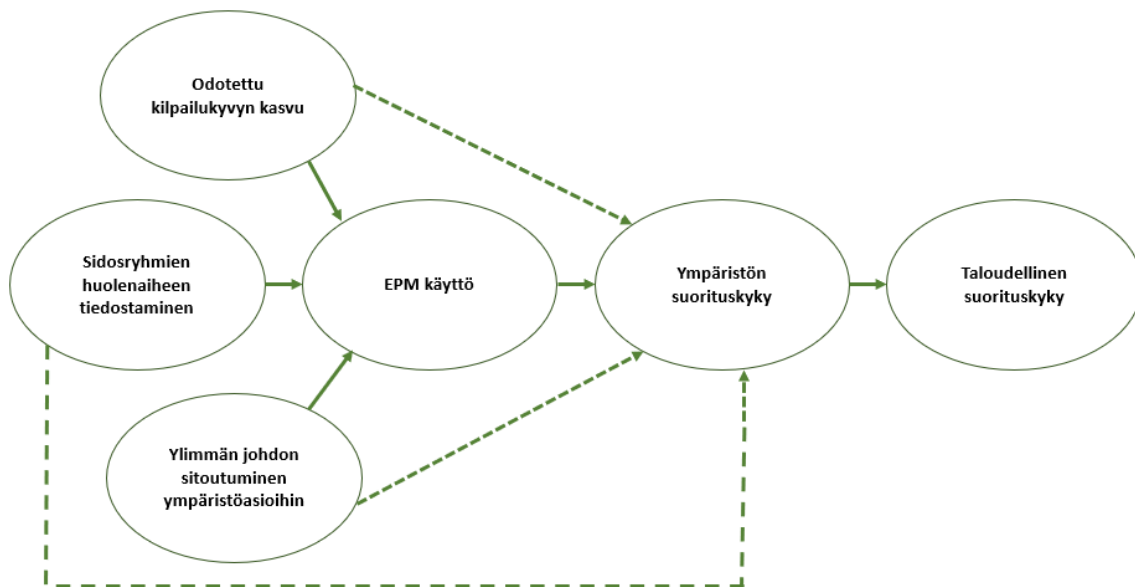 Odotettu
kilpailukyvyn kasvu
Sidosryhmien
huolenaiheen
tiedostaminen
EPM käyttö
Ympäristön
suorituskyky
Taloudellinen
suorituskyky
Ylimmän johdon
sitoutuminen
ympäristöasioihin